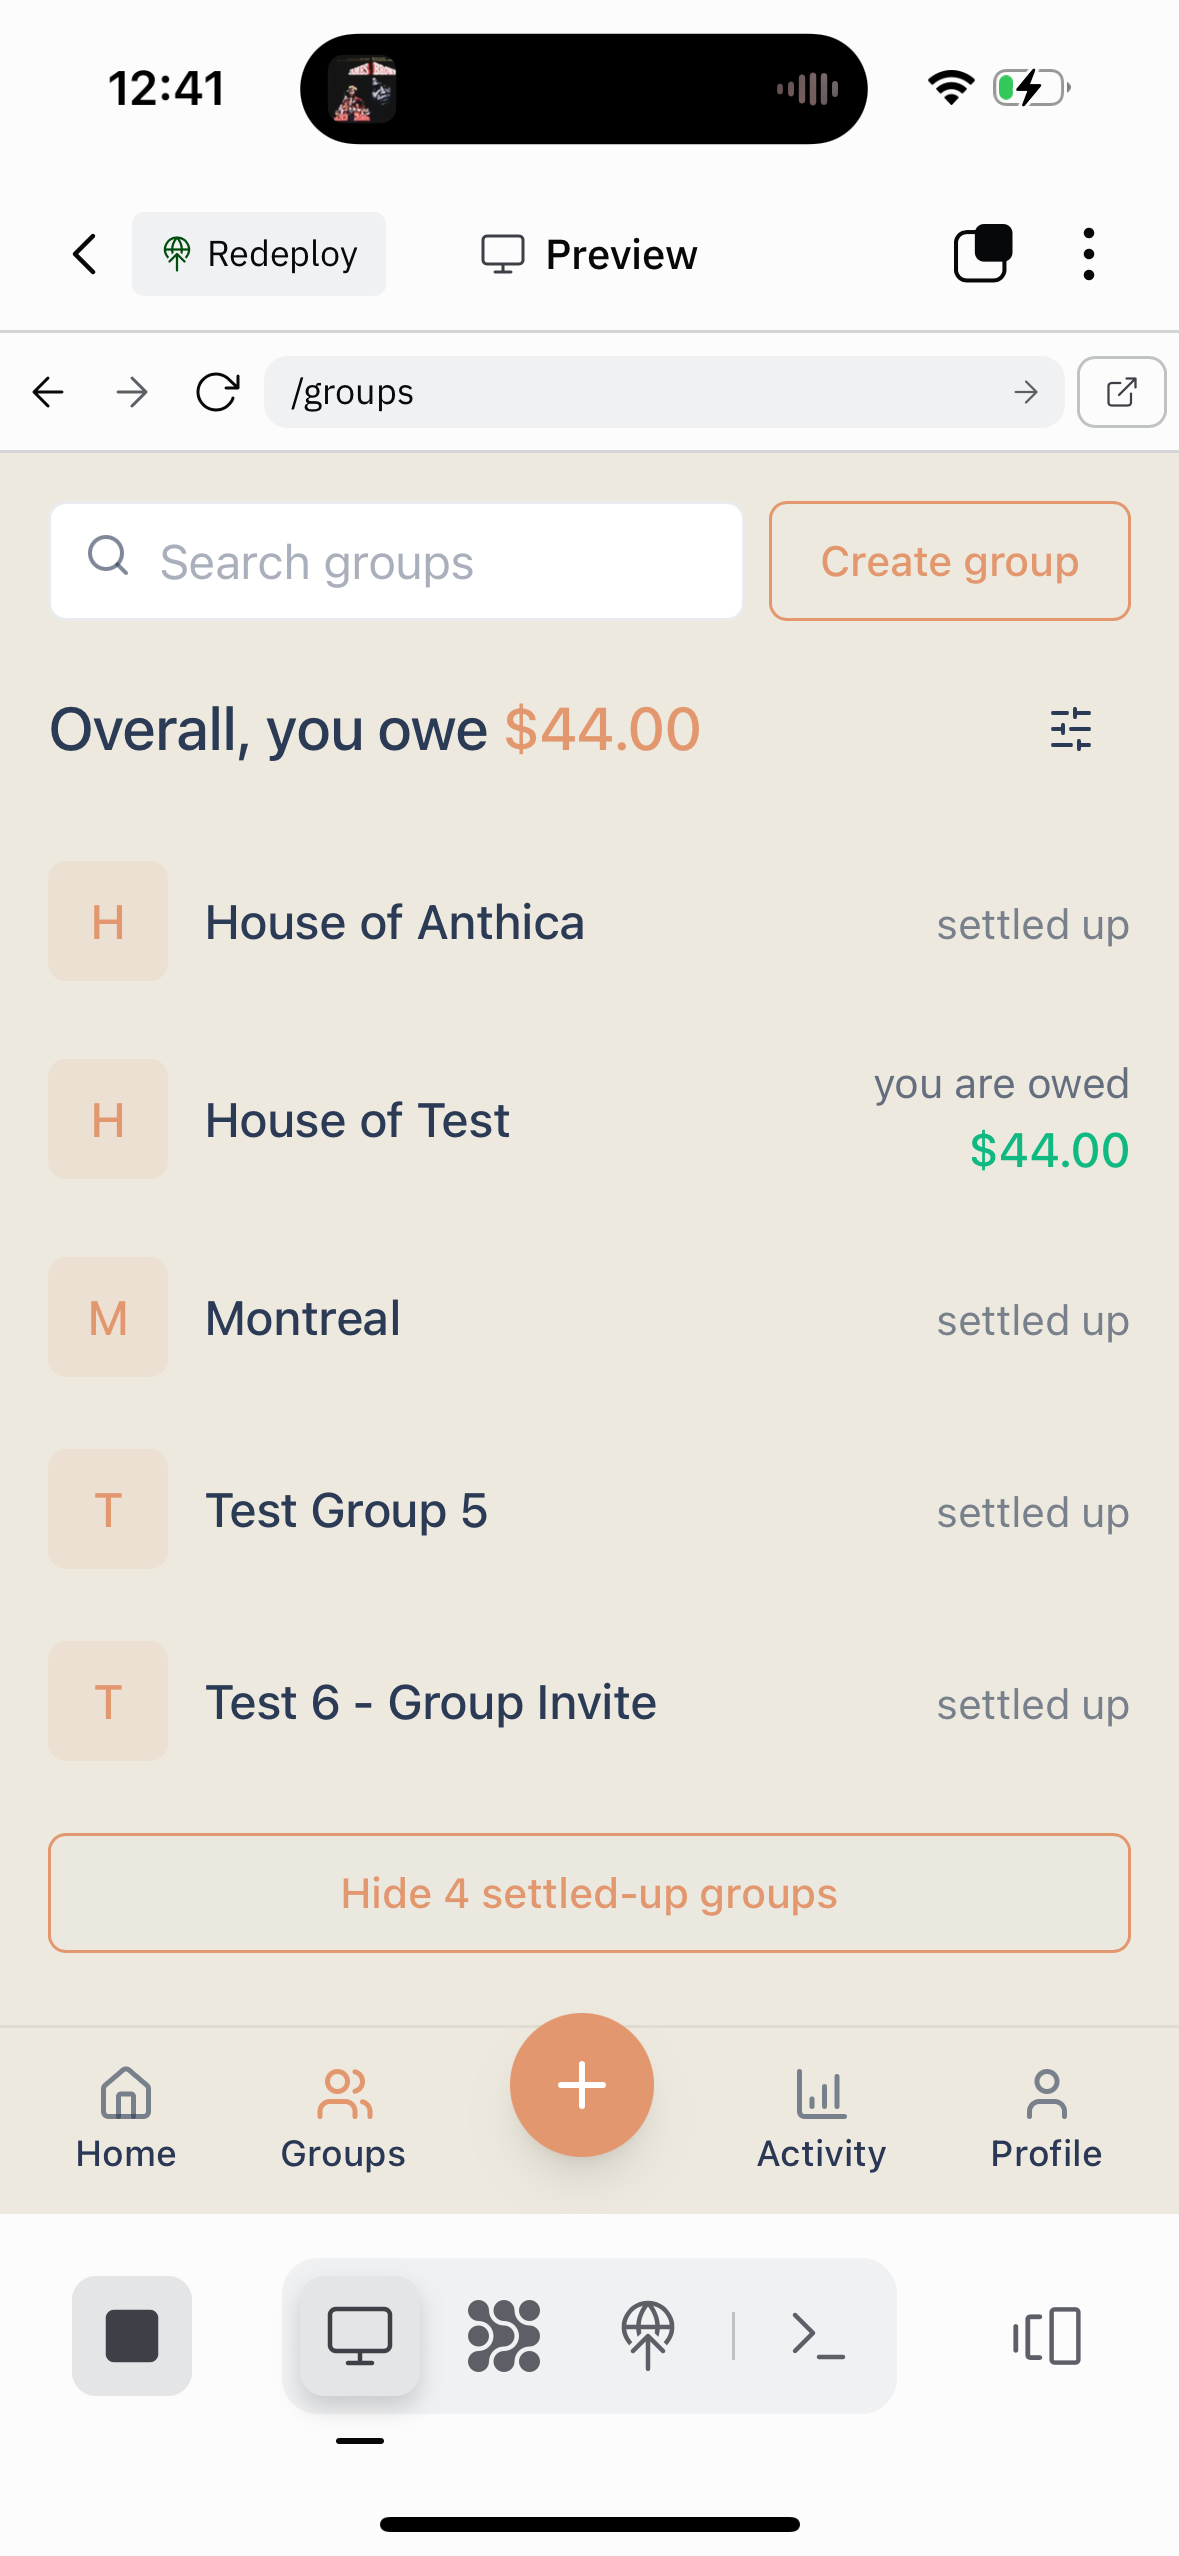 12:41
JAMES BROWN
Redeploy
Preview
/groups
Search groups
Create group
Overall, you owe $44.00
H
House of Anthica
settled up
H
House of Test
you are owed
$44.00
M
Montreal
settled up
T
Test Group 5
settled up
T
Test 6 - Group Invite
settled up
Hide 4 settled-up groups
Home
Groups
Activity
Profile